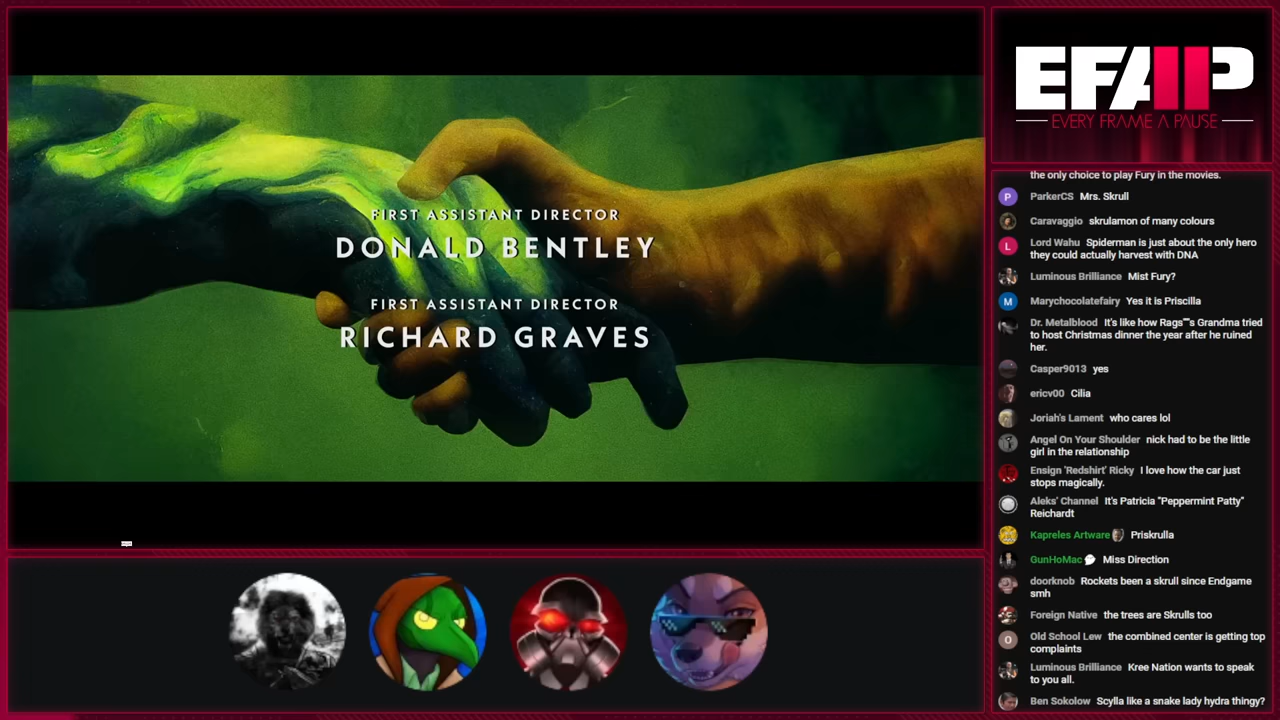 FIRST ASSISTANT DIRECTOR
DONALD BENTLEY
FIRST ASSISTANT DIRECTOR
RICHARD GRAVES
EFAP
EVERY FRAME A PAUSE
the only choice to play Fury in the movies.
P ParkerCS Mrs. Skrull
Caravaggio skrulamon of many colours
L Lord Wahu Spiderman is just about the only hero
they could actually harvest with DNA
Luminous Brilliance Mist Fury?
M Marychocolatefairy Yes it is Priscilla
Dr. Metalblood It's like how Rags""s Grandma tried
to host Christmas dinner the year after he ruined
her.
Casper9013 yes
ericv00 Cilia
Joriah's Lament who cares lol
Angel On Your Shoulder nick had to be the little
girl in the relationship
Ensign 'Redshirt' Ricky I love how the car just
stops magically.
Aleks' Channel It's Patricia "Peppermint Patty"
Reichardt
Kapreles Artware Priskrulla
GunHoMac Miss Direction
doorknob Rockets been a skrull since Endgame
smh
Foreign Native the trees are Skrulls too
O Old School Lew the combined center is getting top
complaints
Luminous Brilliance Kree Nation wants to speak
to you all.
Ben Sokolow Scylla like a snake lady hydra thingy?